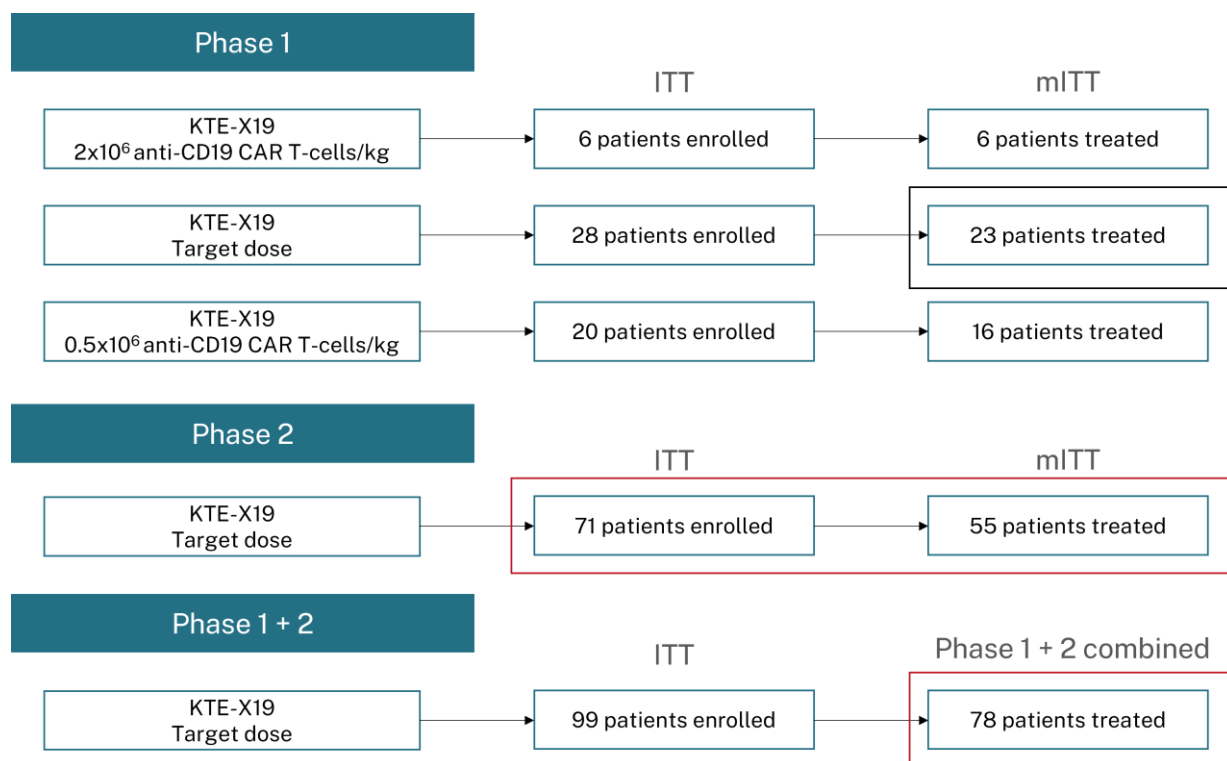 Phase 1
ITT
mITT
KTE-X19
2x10⁶ anti-CD19 CAR T-cells/kg
6 patients enrolled
6 patients treated
KTE-X19
Target dose
28 patients enrolled
23 patients treated
KTE-X19
0.5x10⁶ anti-CD19 CAR T-cells/kg
20 patients enrolled
16 patients treated
Phase 2
ITT
mITT
KTE-X19
Target dose
71 patients enrolled
55 patients treated
Phase 1 + 2
ITT
Phase 1 + 2 combined
KTE-X19
Target dose
99 patients enrolled
78 patients treated